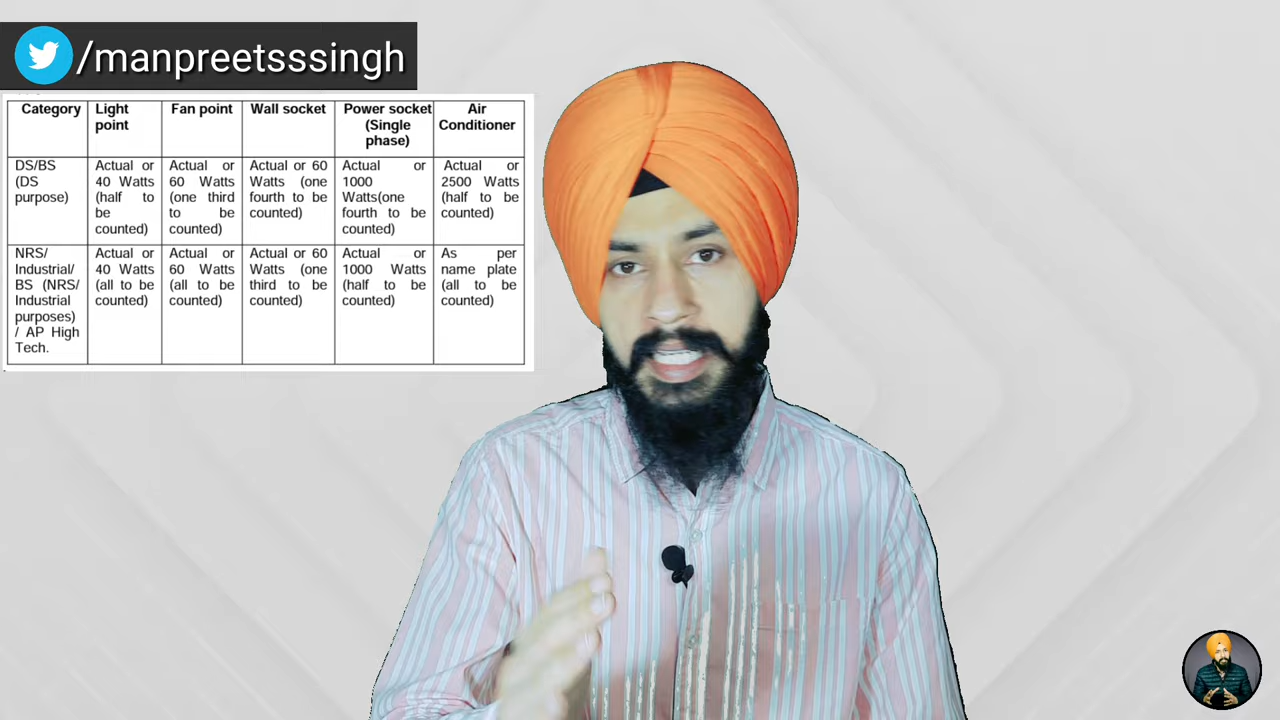 /manpreetsssingh
Category
Light
point
Fan point
Wall socket
Power socket
(Single
phase)
Air
Conditioner
DS/BS
(DS
purpose)
Actual or
40 Watts
(half to
be
counted)
Actual or
60 Watts
(one third
to be
counted)
Actual or 60
Watts (one
fourth to be
counted)
Actual or
1000
Watts(one
fourth to be
counted)
Actual or
2500 Watts
(half to be
counted)
NRS/
Industrial/
BS (NRS/
Industrial
purposes)
/ AP High
Tech.
Actual or
40 Watts
(all to be
counted)
Actual or
60 Watts
(all to be
counted)
Actual or 60
Watts (one
third to be
counted)
Actual or
1000 Watts
(half to be
counted)
As per
name plate
(all to be
counted)